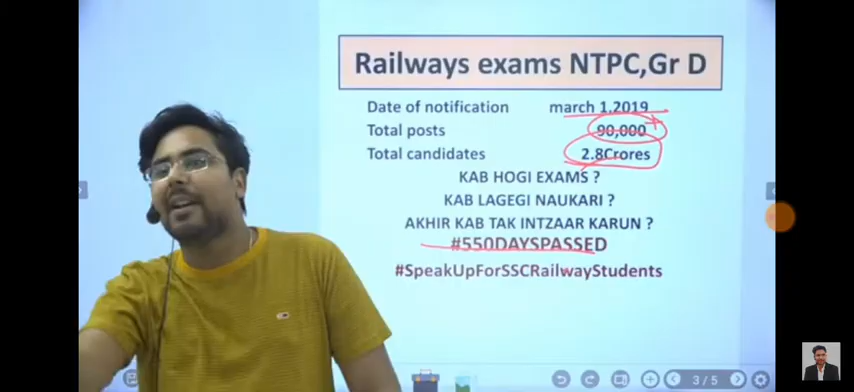 Railways exams NTPC,Gr D
Date of notification march 1.2019
Total posts 90,000
Total candidates 2.8Crores
KAB HOGI EXAMS ?
KAB LAGEGI NAUKARI ?
AKHIR KAB TAK INTZAAR KARUN ?
#550DAYSPASSED
#SpeakUpForSSCRailwayStudents
3 / 5